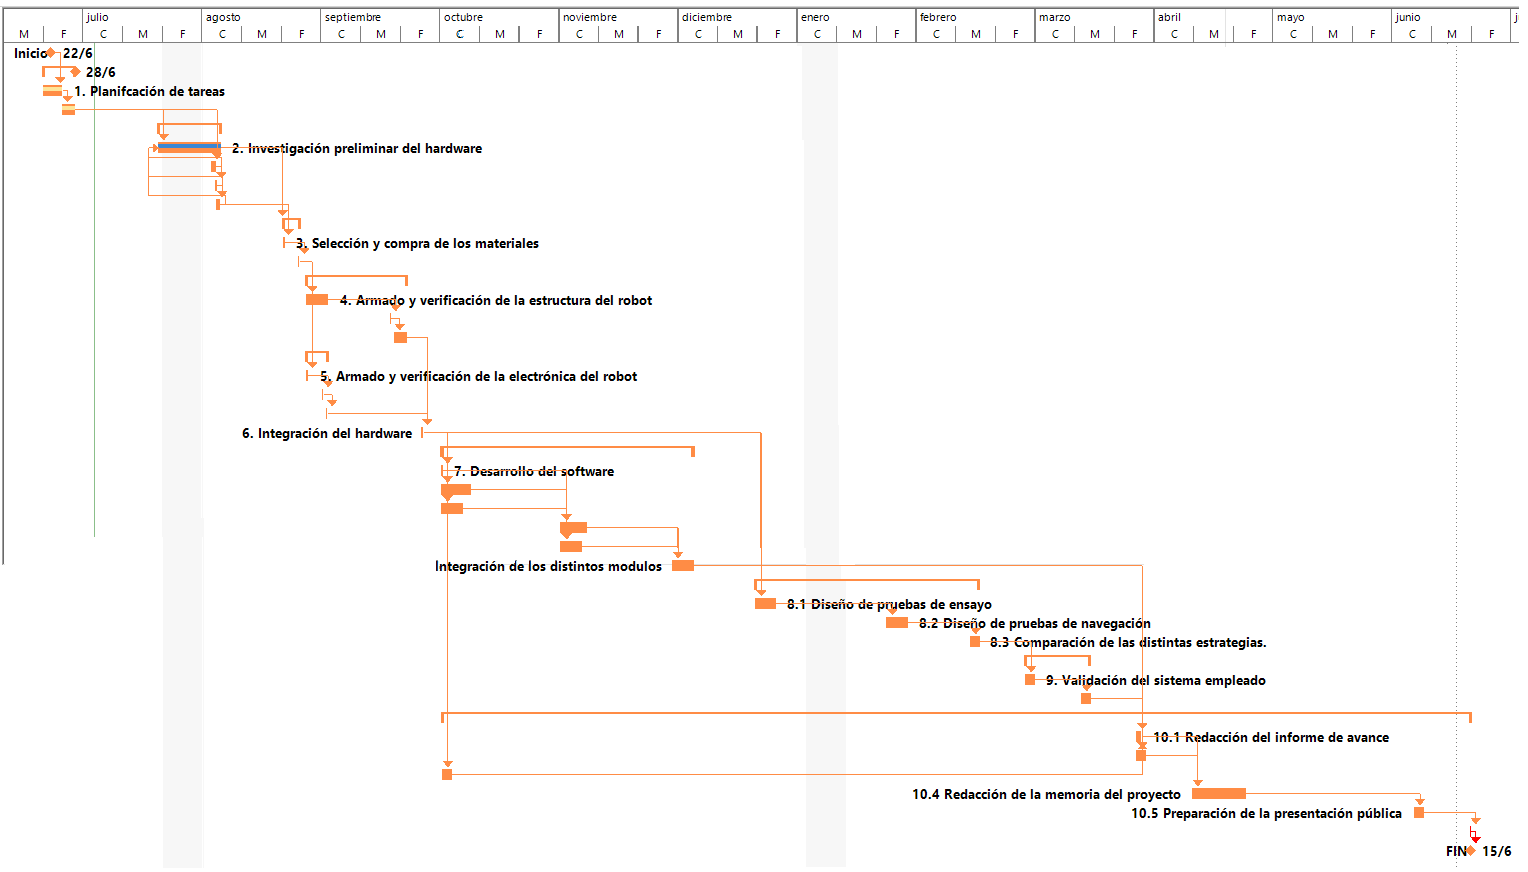 julio agosto septiembre octubre noviembre diciembre enero febrero marzo abril mayo junio j
M F C M F C M F C M F C M F C M F C M F C M F C M F C M F C M F C M F C M F
Inicio 22/6
28/6
1. Planifcación de tareas
2. Investigación preliminar del hardware
3. Selección y compra de los materiales
4. Armado y verificación de la estructura del robot
5. Armado y verificación de la electrónica del robot
6. Integración del hardware
7. Desarrollo del software
Integración de los distintos modulos
8.1 Diseño de pruebas de ensayo
8.2 Diseño de pruebas de navegación
8.3 Comparación de las distintas estrategias.
9. Validación del sistema empleado
10.1 Redacción del informe de avance
10.4 Redacción de la memoria del proyecto
10.5 Preparación de la presentación pública
FIN 15/6